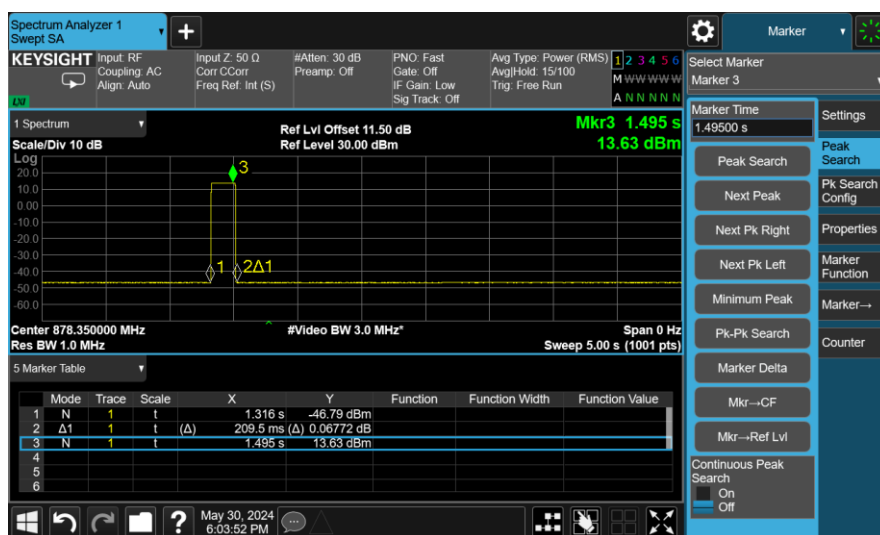 Spectrum Analyzer 1
Swept SA
+
Marker
KEYSIGHT
Input: RF
Coupling: AC
Align: Auto
Input Z: 50 Ω
Corr CCorr
Freq Ref: Int (S)
#Atten: 30 dB
Preamp: Off
PNO: Fast
Gate: Off
IF Gain: Low
Sig Track: Off
Avg Type: Power (RMS)
Avg|Hold: 15/100
Trig: Free Run
1 2 3 4 5 6
M W W W W W
A N N N N N
LXI
Select Marker
Marker 3
1 Spectrum
Scale/Div 10 dB
Ref Lvl Offset 11.50 dB
Ref Level 30.00 dBm
Mkr3 1.495 s
13.63 dBm
Log
20.0
10.0
0.00
-10.0
-20.0
-30.0
-40.0
-50.0
-60.0
3
1
2Δ1
Center 878.350000 MHz
Res BW 1.0 MHz
#Video BW 3.0 MHz*
Span 0 Hz
Sweep 5.00 s (1001 pts)
5 Marker Table
Mode Trace Scale X Y Function Function Width Function Value
1 N 1 t 1.316 s -46.79 dBm
2 Δ1 1 t (Δ) 209.5 ms (Δ) 0.06772 dB
3 N 1 t 1.495 s 13.63 dBm
4
5
6
Marker Time
1.49500 s
Peak Search
Next Peak
Next Pk Right
Next Pk Left
Minimum Peak
Pk-Pk Search
Marker Delta
Mkr→CF
Mkr→Ref Lvl
Continuous Peak
Search
On
Off
Settings
Peak
Search
Pk Search
Config
Properties
Marker
Function
Marker→
Counter
?
May 30, 2024
6:03:52 PM